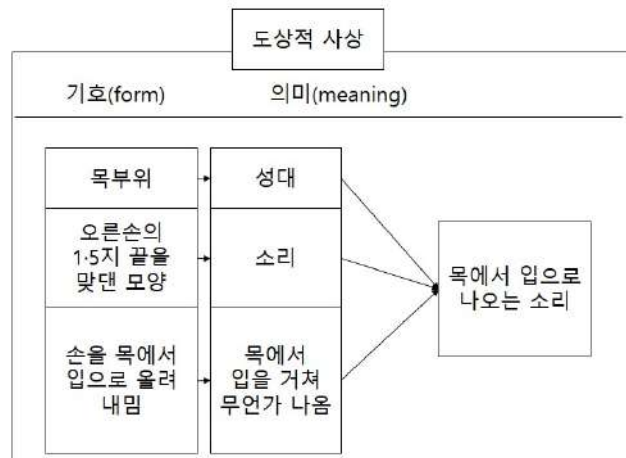 도상적 사상
기호(form)
의미(meaning)
목부위
성대
오른손의
1·5지 끝을
맞댄 모양
소리
손을 목에서
입으로 올려
내밈
목에서
입을 거쳐
무언가 나옴
목에서 입으로
나오는 소리